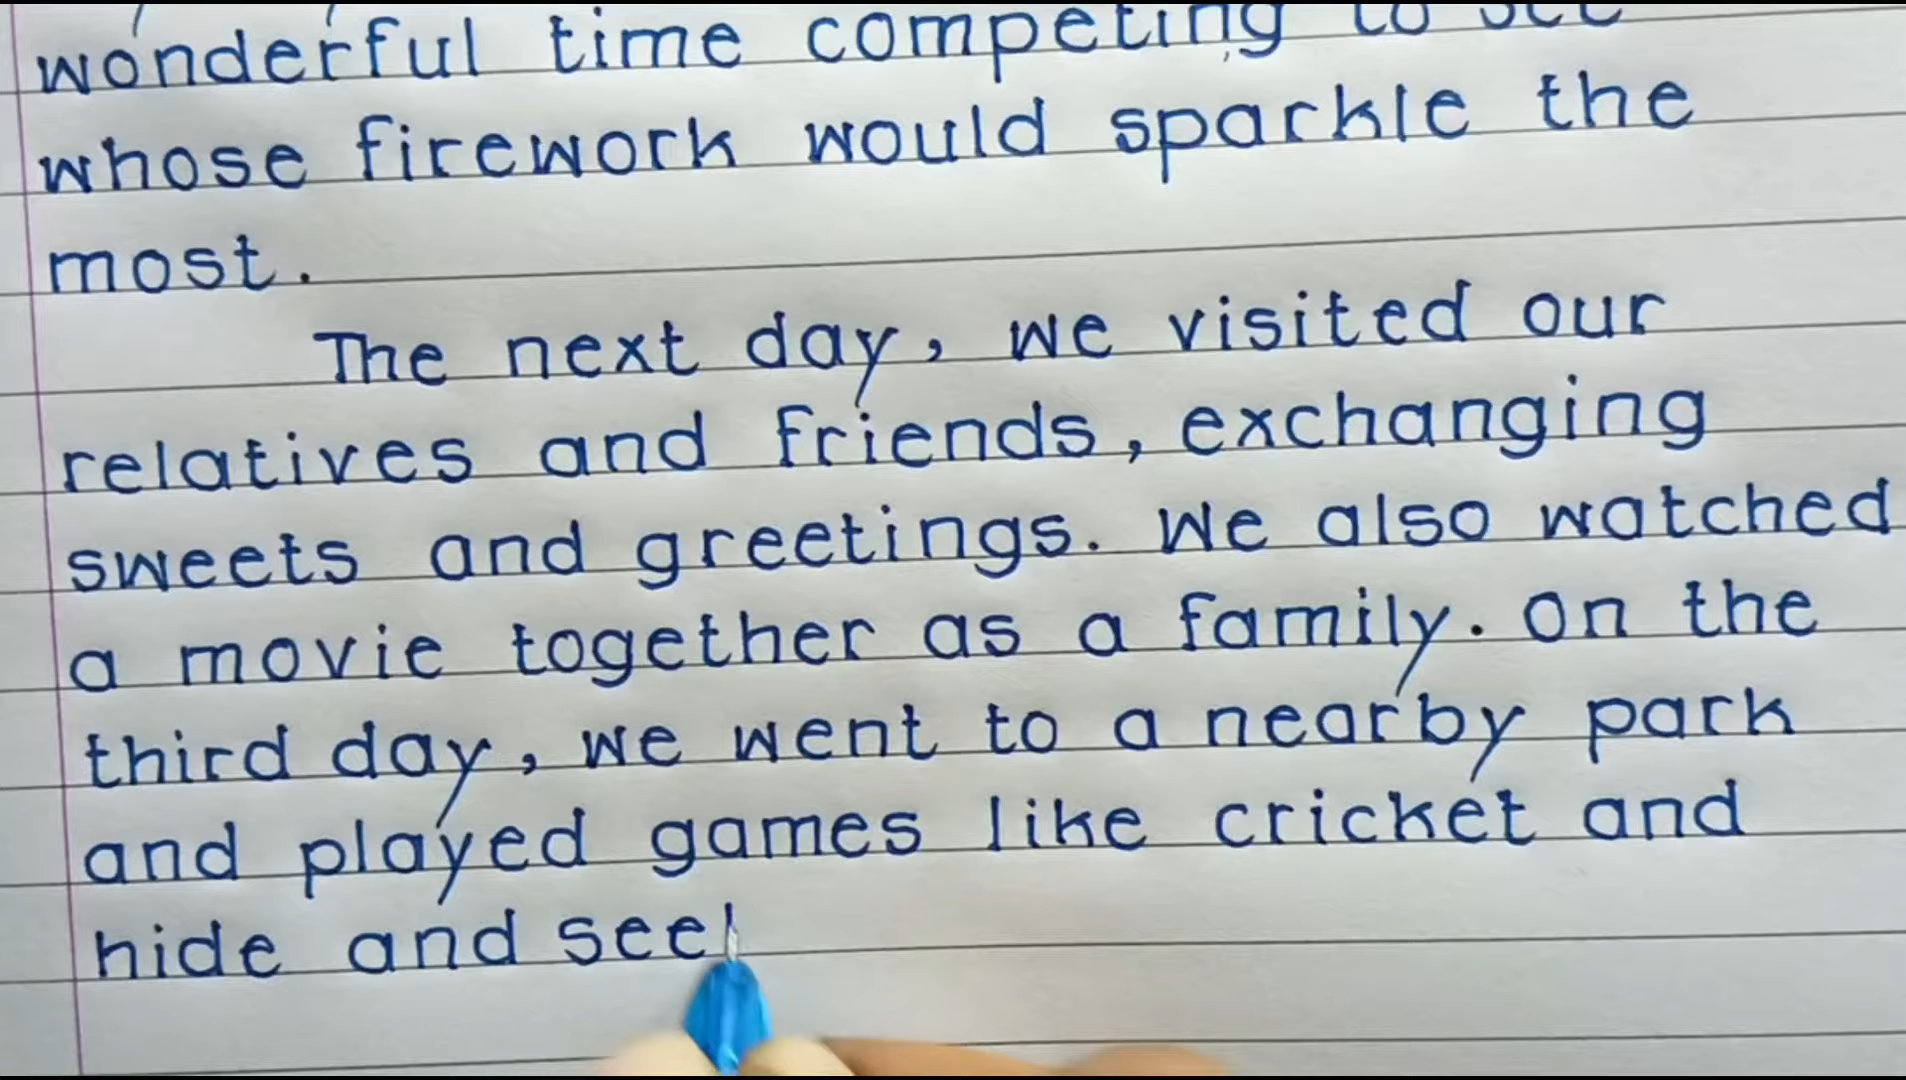 wonderful time competing to see
whose firework would sparkle the
most.
The next day, we visited our
relatives and friends, exchanging
sweets and greetings. We also watched
a movie together as a family. On the
third day, we went to a nearby park
and played games like cricket and
hide and see